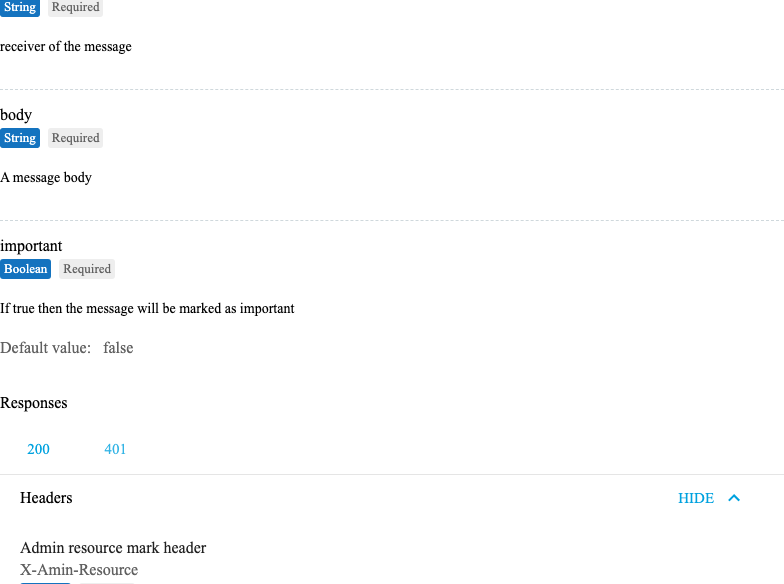 String Required
receiver of the message
body
String Required
A message body
important
Boolean Required
If true then the message will be marked as important
Default value: false
Responses
200 401
Headers HIDE
Admin resource mark header
X-Amin-Resource